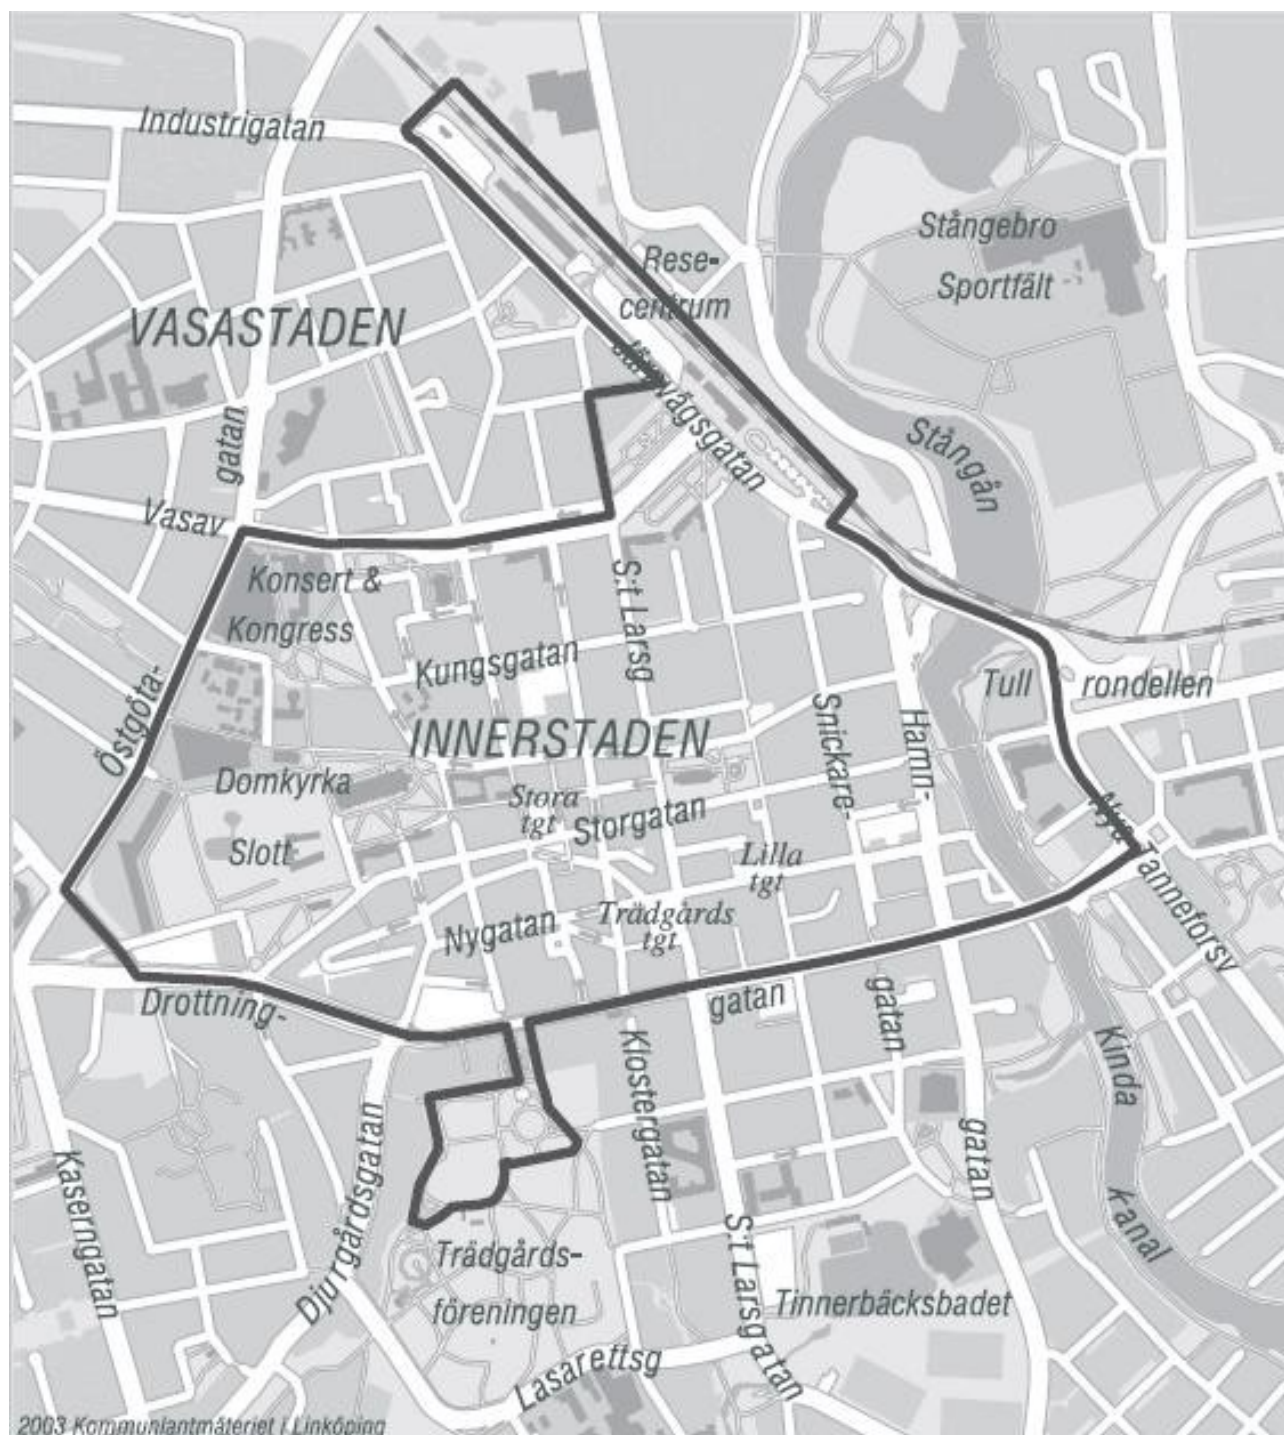 Industrigatan
Stångebro
Sportfält
Rese-
centrum
VASASTADEN
Järnvägsgatan
gatan
Stångån
Vasav
Konsert &
Kongress
S:t Larsg
Kungsgatan
Tull rondellen
Östgöta-
INNERSTADEN
Snickare-
Hamn-
Domkyrka
Stora
tgt
Storgatan
Nya Tanneforsv
Slott
Lilla
tgt
Nygatan
Trädgårds
tgt
Drottning-
gatan
gatan
Klostergatan
Kinda
kanal
Kaserngatan
Djurgårdsgatan
gatan
Trädgårds-
föreningen
S:t Larsgatan
Tinnerbäcksbadet
Lasarettsg
2003 Kommunlantmäteriet i Linköping